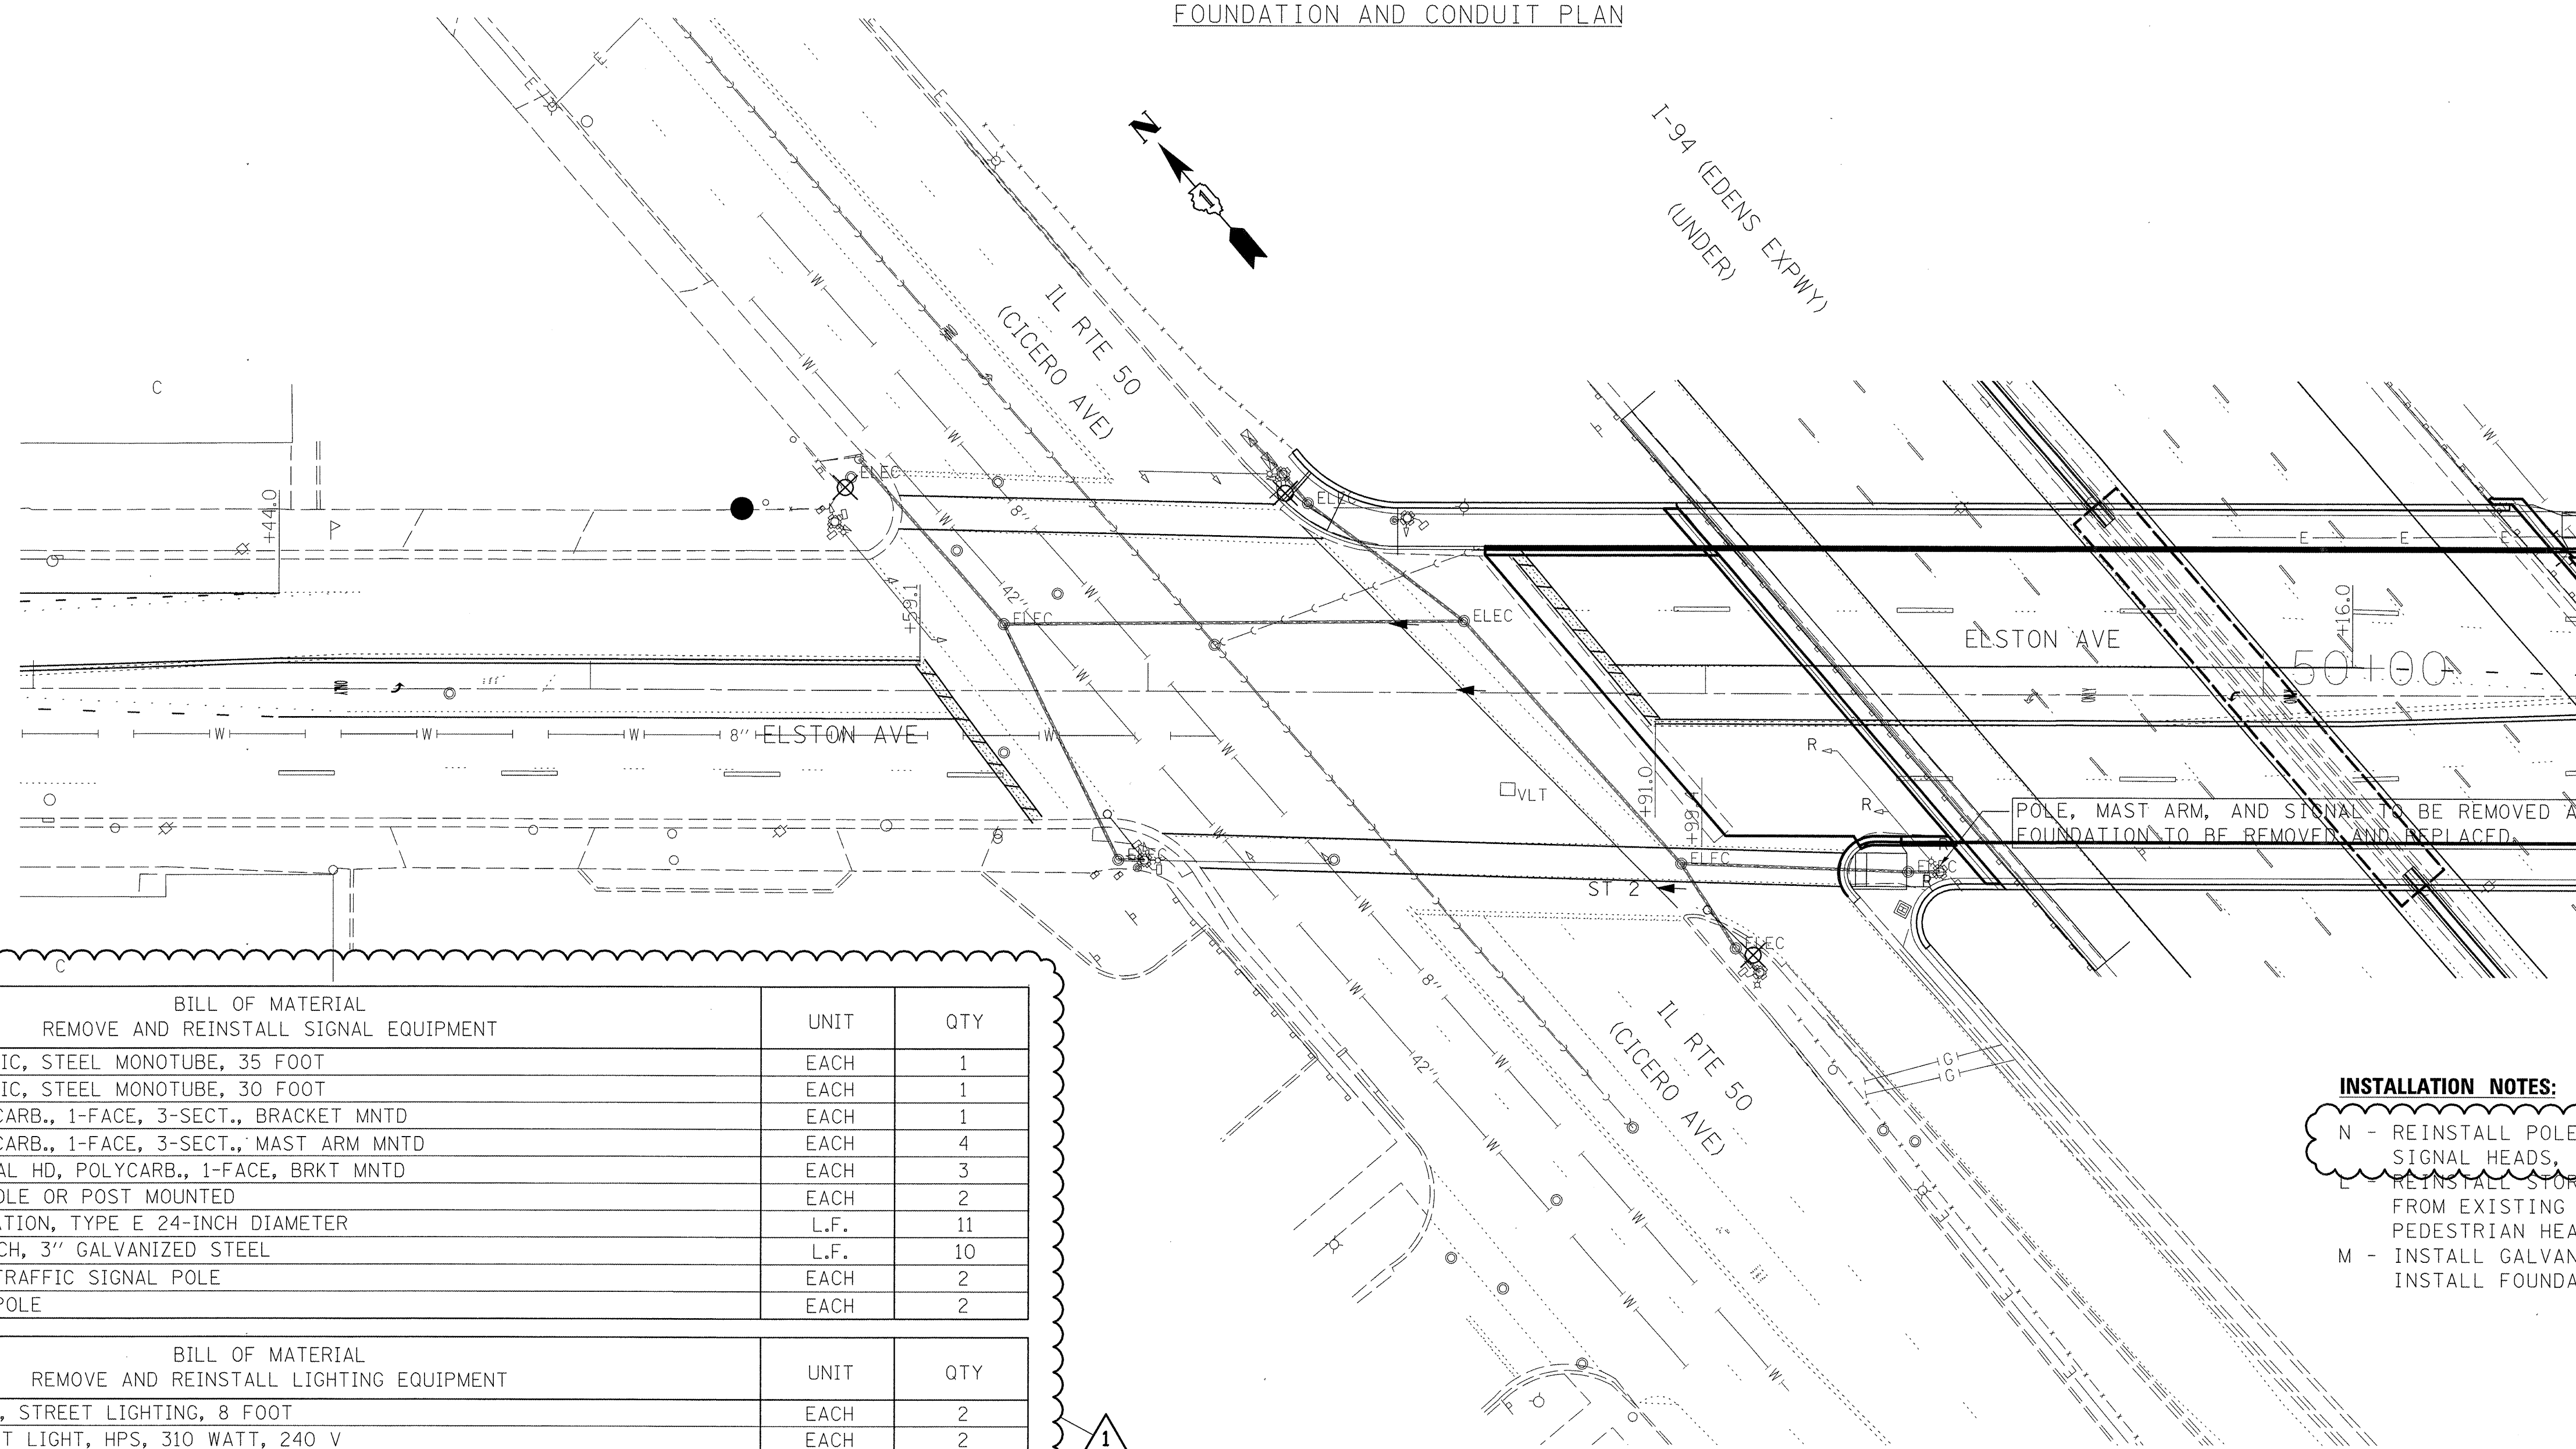 FOUNDATION AND CONDUIT PLAN
N
1
I-94 (EDENS EXPWY)
(UNDER)
IL RTE 50
(CICERO AVE)
C
E
E
E
W
W
W
W
W
ELEC
ELEC
ELEC
ELEC
+44.0
8"
42"
+59.1
E
E
E
+16.0
ELSTON AVE
50+00
ONLY
ONLY
W
W
W
8"
ELSTON AVE
W
VLT
R
R
+91.0
POLE, MAST ARM, AND SIGNAL TO BE REMOVED A
FOUNDATION TO BE REMOVED AND REPLACED.
ELEC
ELEC
R
ST 2
ELEC
C
8"
42"
W
W
W
W
W
IL RTE 50
(CICERO AVE)
G
G
BILL OF MATERIAL
REMOVE AND REINSTALL SIGNAL EQUIPMENT
UNIT
QTY
IC, STEEL MONOTUBE, 35 FOOT EACH 1
IC, STEEL MONOTUBE, 30 FOOT EACH 1
CARB., 1-FACE, 3-SECT., BRACKET MNTD EACH 1
CARB., 1-FACE, 3-SECT., MAST ARM MNTD EACH 4
AL HD, POLYCARB., 1-FACE, BRKT MNTD EACH 3
OLE OR POST MOUNTED EACH 2
ATION, TYPE E 24-INCH DIAMETER L.F. 11
CH, 3" GALVANIZED STEEL L.F. 10
TRAFFIC SIGNAL POLE EACH 2
POLE EACH 2
BILL OF MATERIAL
REMOVE AND REINSTALL LIGHTING EQUIPMENT
UNIT
QTY
, STREET LIGHTING, 8 FOOT EACH 2
T LIGHT, HPS, 310 WATT, 240 V EACH 2
1
INSTALLATION NOTES:
N - REINSTALL POLE
SIGNAL HEADS,
L - REINSTALL STOR
FROM EXISTING
PEDESTRIAN HEA
M - INSTALL GALVAN
INSTALL FOUNDA